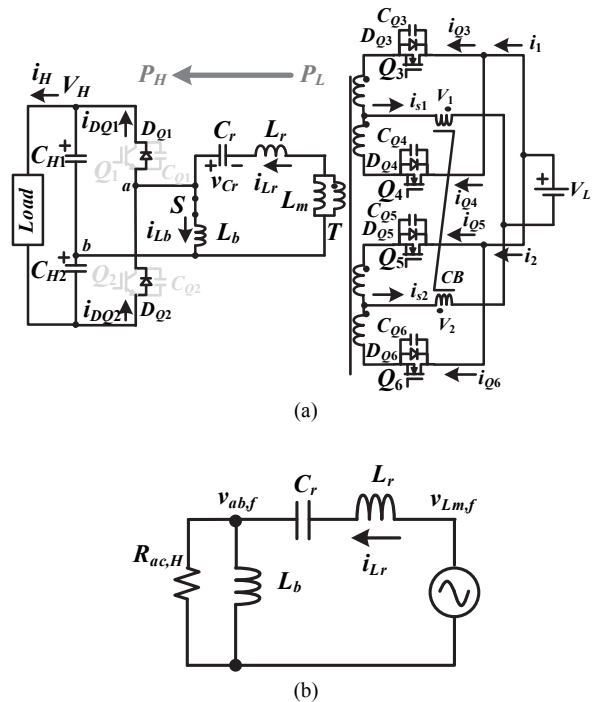 C_Q3
D_Q3
i_Q3
i_1
Q_3
i_H
V_H
P_H
P_L
i_DQ1
D_Q1
C_r
L_r
i_s1
V_1
C_H1
Q_1
C_Q1
C_Q4
D_Q4
a
v_Cr
i_Lr
L_m
Q_4
i_Q4
V_L
Load
S
C_Q5
D_Q5
i_Q5
i_Lb
L_b
T
b
Q_5
i_2
C_H2
Q_2
C_Q2
i_s2
CB
i_DQ2
D_Q2
V_2
C_Q6
D_Q6
Q_6
i_Q6
(a)
v_ab,f
C_r
L_r
v_Lm,f
i_Lr
R_ac,H
L_b
(b)